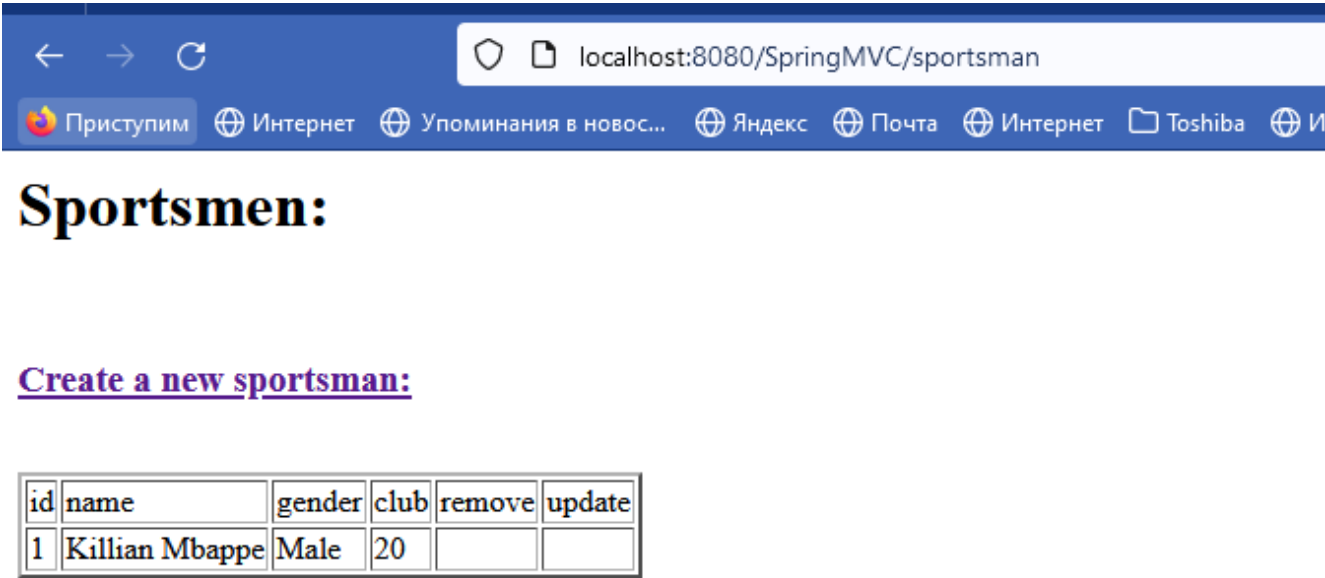 localhost:8080/SpringMVC/sportsman
Приступим Интернет Упоминания в новос... Яндекс Почта Интернет Toshiba И
Sportsmen:
Create a new sportsman:
id name gender club remove update
1 Killian Mbappe Male 20